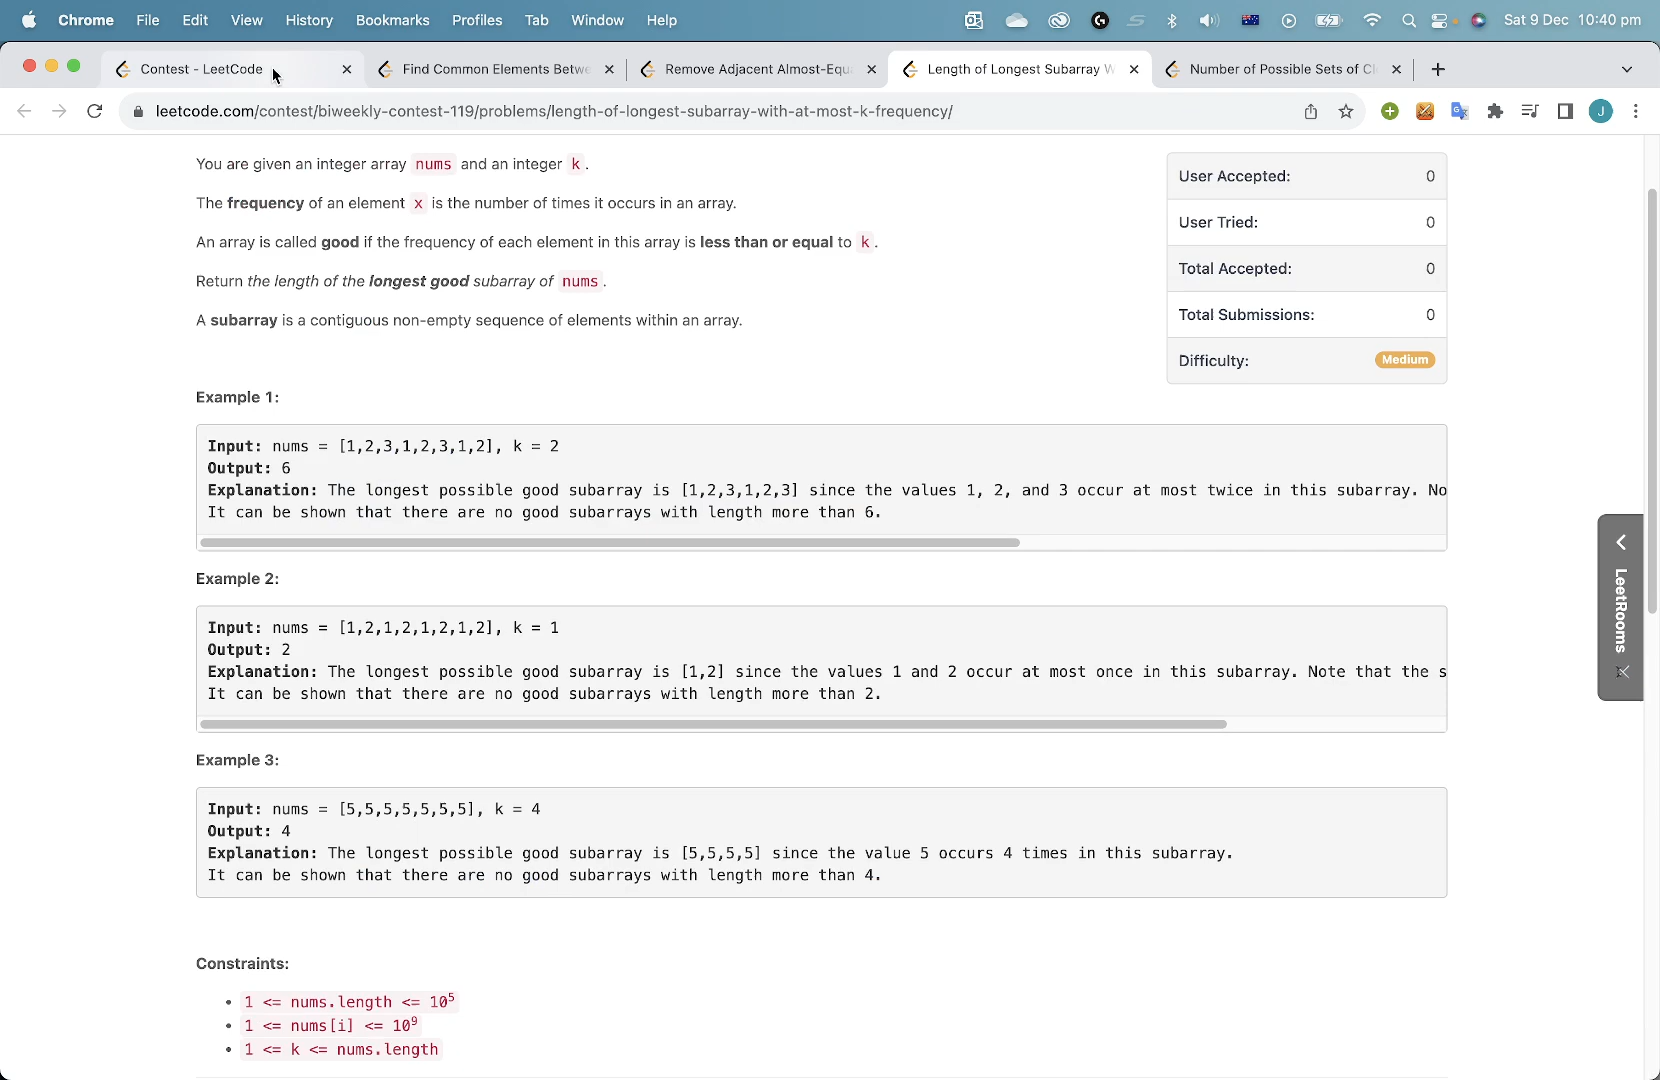 Chrome File Edit View History Bookmarks Profiles Tab Window Help Sat 9 Dec 10:40 pm
Contest - LeetCode Find Common Elements Betwe Remove Adjacent Almost-Equ Length of Longest Subarray W Number of Possible Sets of Cl
leetcode.com/contest/biweekly-contest-119/problems/length-of-longest-subarray-with-at-most-k-frequency/ J
You are given an integer array nums and an integer k.
The frequency of an element x is the number of times it occurs in an array.
An array is called good if the frequency of each element in this array is less than or equal to k.
Return the length of the longest good subarray of nums.
A subarray is a contiguous non-empty sequence of elements within an array.
User Accepted: 0
User Tried: 0
Total Accepted: 0
Total Submissions: 0
Difficulty: Medium
Example 1:
Input: nums = [1,2,3,1,2,3,1,2], k = 2
Output: 6
Explanation: The longest possible good subarray is [1,2,3,1,2,3] since the values 1, 2, and 3 occur at most twice in this subarray. No
It can be shown that there are no good subarrays with length more than 6.
Example 2:
Input: nums = [1,2,1,2,1,2,1,2], k = 1
Output: 2
Explanation: The longest possible good subarray is [1,2] since the values 1 and 2 occur at most once in this subarray. Note that the s
It can be shown that there are no good subarrays with length more than 2.
Example 3:
Input: nums = [5,5,5,5,5,5,5], k = 4
Output: 4
Explanation: The longest possible good subarray is [5,5,5,5] since the value 5 occurs 4 times in this subarray.
It can be shown that there are no good subarrays with length more than 4.
LeetRooms
Constraints:
• 1 <= nums.length <= 10⁵
• 1 <= nums[i] <= 10⁹
• 1 <= k <= nums.length